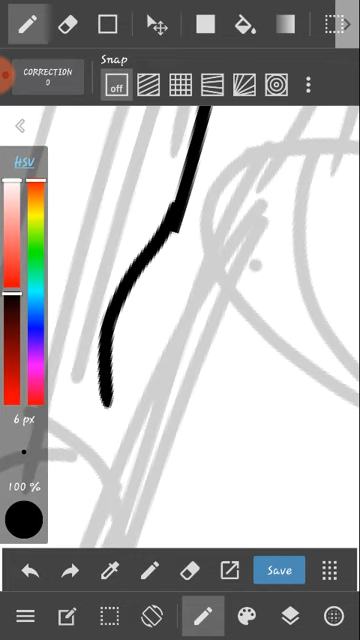 Snap
CORRECTION
0
off
HSV
6 px
100 %
Save